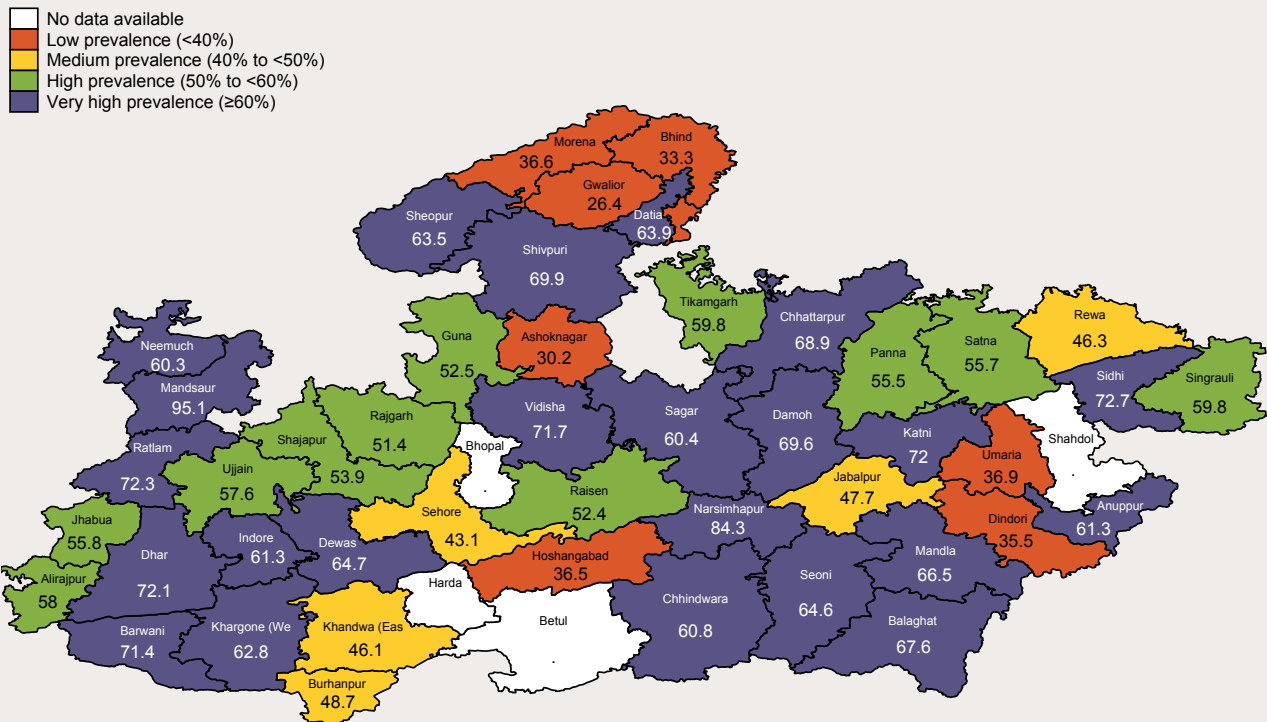 No data available
Low prevalence (<40%)
Medium prevalence (40% to <50%)
High prevalence (50% to <60%)
Very high prevalence (≥60%)
Morena
36.6
Bhind
33.3
Gwalior
26.4
Datia
63.9
Sheopur
63.5
Shivpuri
69.9
Tikamgarh
59.8
Chhattarpur
68.9
Panna
55.5
Satna
55.7
Rewa
46.3
Sidhi
72.7
Singrauli
59.8
Neemuch
60.3
Mandsaur
95.1
Guna
52.5
Ashoknagar
30.2
Ratlam
72.3
Ujjain
57.6
Shajapur
53.9
Rajgarh
51.4
Bhopal
.
Vidisha
71.7
Sagar
60.4
Damoh
69.6
Katni
72
Umaria
36.9
Shahdol
.
Jhabua
55.8
Alirajpur
58
Dhar
72.1
Indore
61.3
Dewas
64.7
Sehore
43.1
Raisen
52.4
Narsimhapur
84.3
Jabalpur
47.7
Dindori
35.5
Anuppur
61.3
Mandla
66.5
Hoshangabad
36.5
Harda
Betul
.
Chhindwara
60.8
Seoni
64.6
Balaghat
67.6
Barwani
71.4
Khargone (We
62.8
Khandwa (Eas
46.1
Burhanpur
48.7